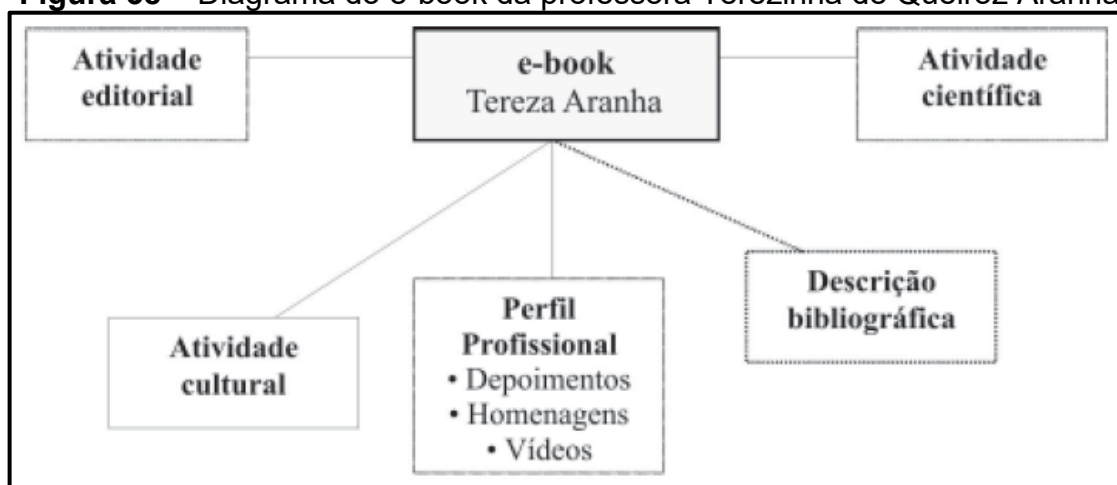 Diagrama do e-book da professora Terezinha de Queiroz Aranha
Atividade
editorial
e-book
Tereza Aranha
Atividade
científica
Atividade
cultural
Perfil
Profissional
• Depoimentos
• Homenagens
• Vídeos
Descrição
bibliográfica